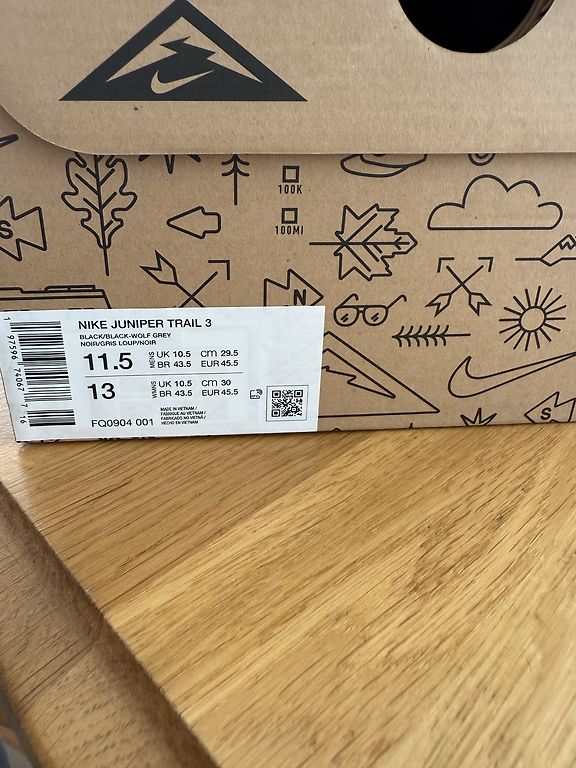 100K
100MI
S
N
NIKE JUNIPER TRAIL 3
BLACK/BLACK-WOLF GREY
NOIR/GRIS LOUP/NOIR
11.5 MENS UK 10.5 CM 29.5
BR 43.5 EUR 45.5
13 WMNS UK 10.5 CM 30
BR 43.5 EUR 45.5
FQ0904 001
MADE IN VIETNAM /
FABRIQUÉ AU VIETNAM /
FABRICADO NO VIETNÃ /
HECHO EN VIETNAM
S